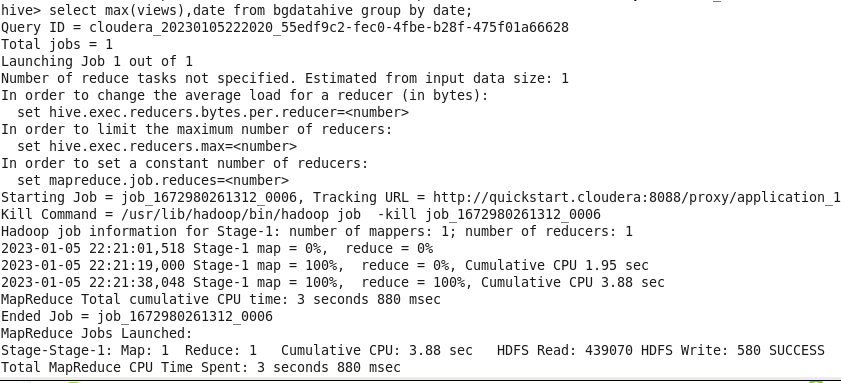 hive> select max(views),date from bgdatahive group by date;
Query ID = cloudera_20230105222020_55edf9c2-fec0-4fbe-b28f-475f01a66628
Total jobs = 1
Launching Job 1 out of 1
Number of reduce tasks not specified. Estimated from input data size: 1
In order to change the average load for a reducer (in bytes):
  set hive.exec.reducers.bytes.per.reducer=<number>
In order to limit the maximum number of reducers:
  set hive.exec.reducers.max=<number>
In order to set a constant number of reducers:
  set mapreduce.job.reduces=<number>
Starting Job = job_1672980261312_0006, Tracking URL = http://quickstart.cloudera:8088/proxy/application_1
Kill Command = /usr/lib/hadoop/bin/hadoop job  -kill job_1672980261312_0006
Hadoop job information for Stage-1: number of mappers: 1; number of reducers: 1
2023-01-05 22:21:01,518 Stage-1 map = 0%,  reduce = 0%
2023-01-05 22:21:19,000 Stage-1 map = 100%,  reduce = 0%, Cumulative CPU 1.95 sec
2023-01-05 22:21:38,048 Stage-1 map = 100%,  reduce = 100%, Cumulative CPU 3.88 sec
MapReduce Total cumulative CPU time: 3 seconds 880 msec
Ended Job = job_1672980261312_0006
MapReduce Jobs Launched:
Stage-Stage-1: Map: 1  Reduce: 1   Cumulative CPU: 3.88 sec   HDFS Read: 439070 HDFS Write: 580 SUCCESS
Total MapReduce CPU Time Spent: 3 seconds 880 msec